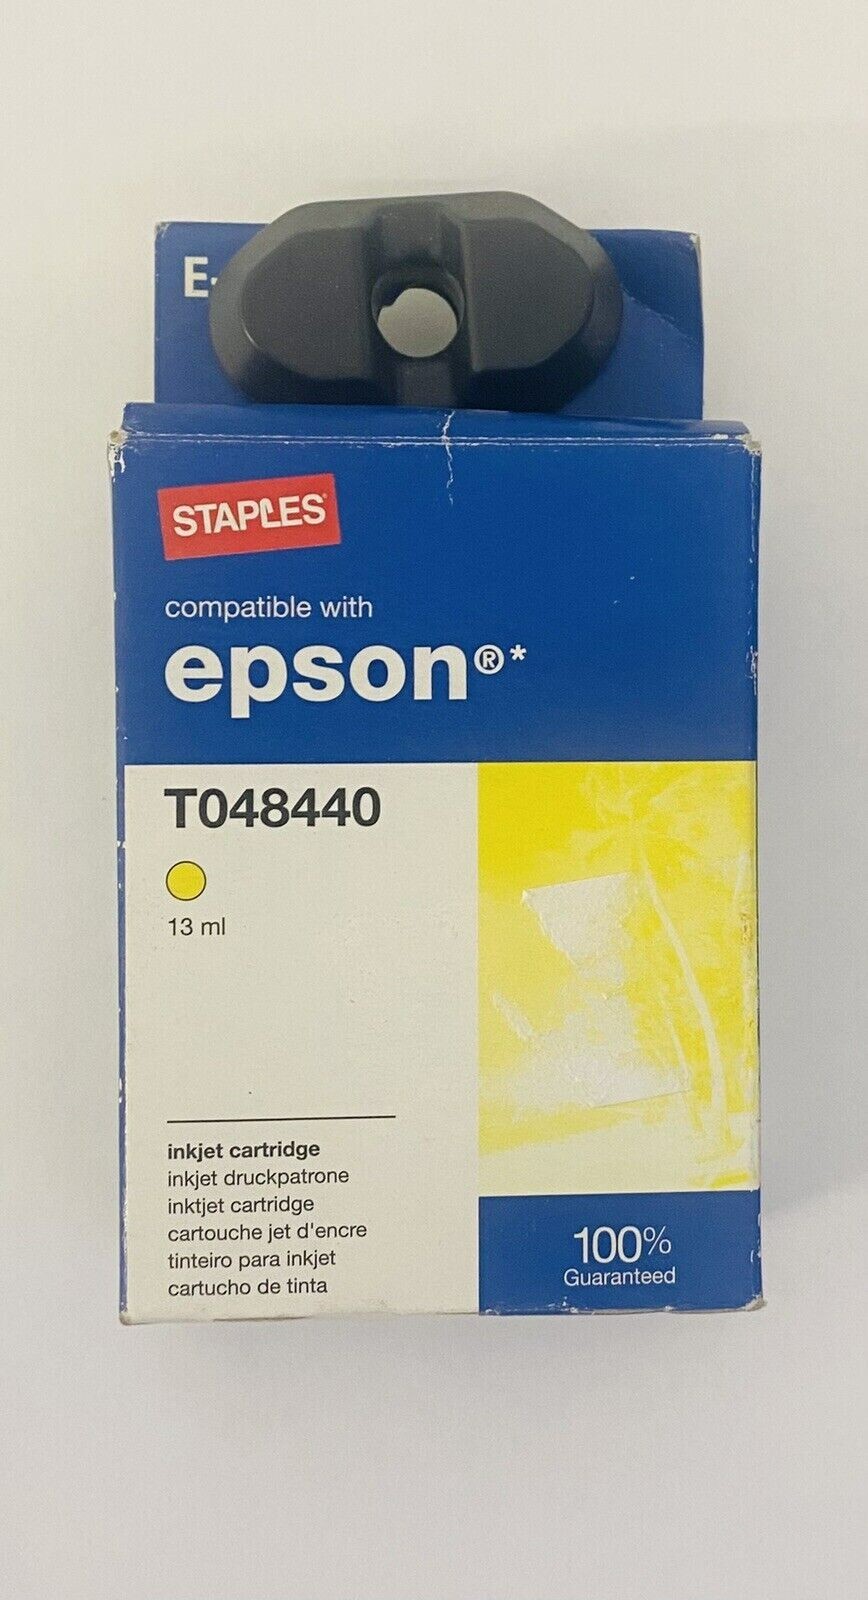 E-
STAPLES
compatible with
epson®*
T048440
13 ml
inkjet cartridge
inkjet druckpatrone
inktjet cartridge
cartouche jet d'encre
tinteiro para inkjet
cartucho de tinta
100%
Guaranteed